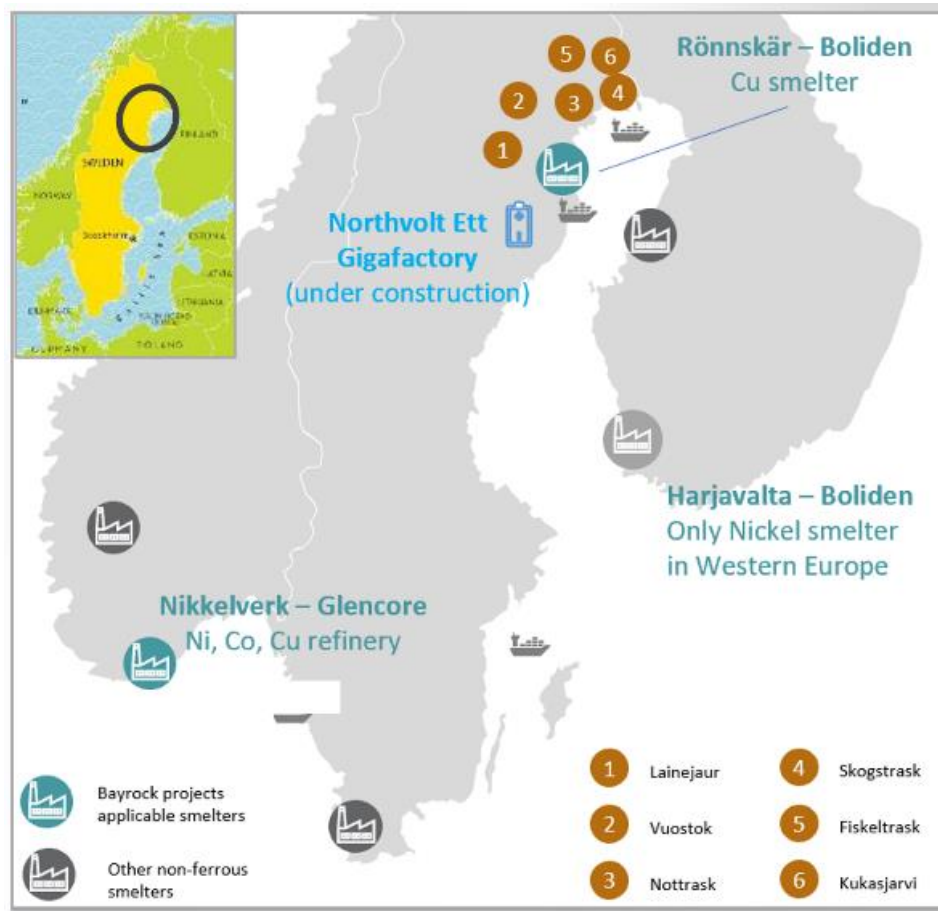 Rönnskär – Boliden
Cu smelter
5
6
2
3
4
1
Northvolt Ett
Gigafactory
(under construction)
SWEDEN
FINLAND
NORWAY
ESTONIA
LATVIA
LITHUANIA
GERMANY
Harjavalta – Boliden
Only Nickel smelter
in Western Europe
Nikkelverk – Glencore
Ni, Co, Cu refinery
Bayrock projects
applicable smelters
Other non-ferrous
smelters
1 Lainejaur
2 Vuostok
3 Nottrask
4 Skogstrask
5 Fiskeltrask
6 Kukasjarvi